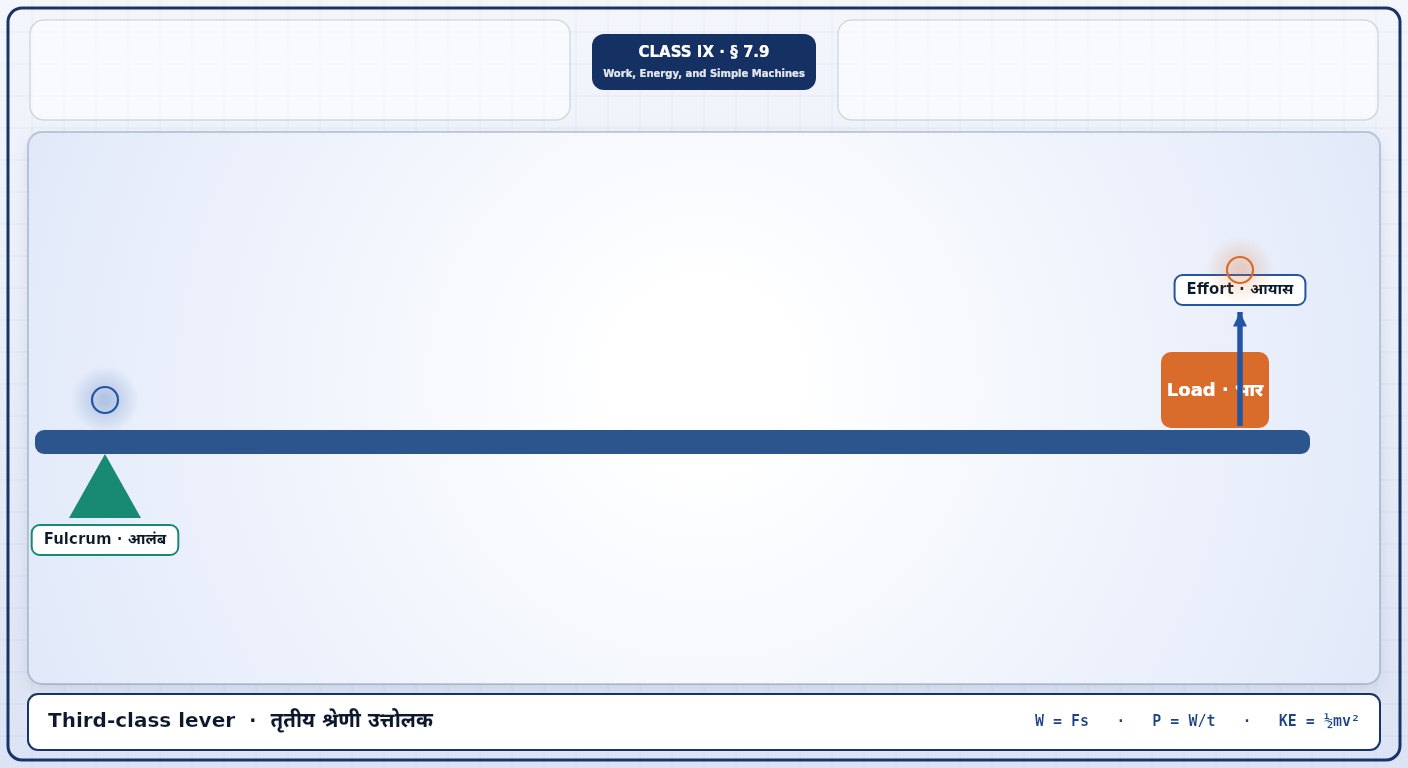 CLASS IX · § 7.9
Work, Energy, and Simple Machines
Effort · आयास
Load · भार
Fulcrum · आलंब
Third-class lever · तृतीय श्रेणी उत्तोलक
W = Fs · P = W/t · KE = ½mv²